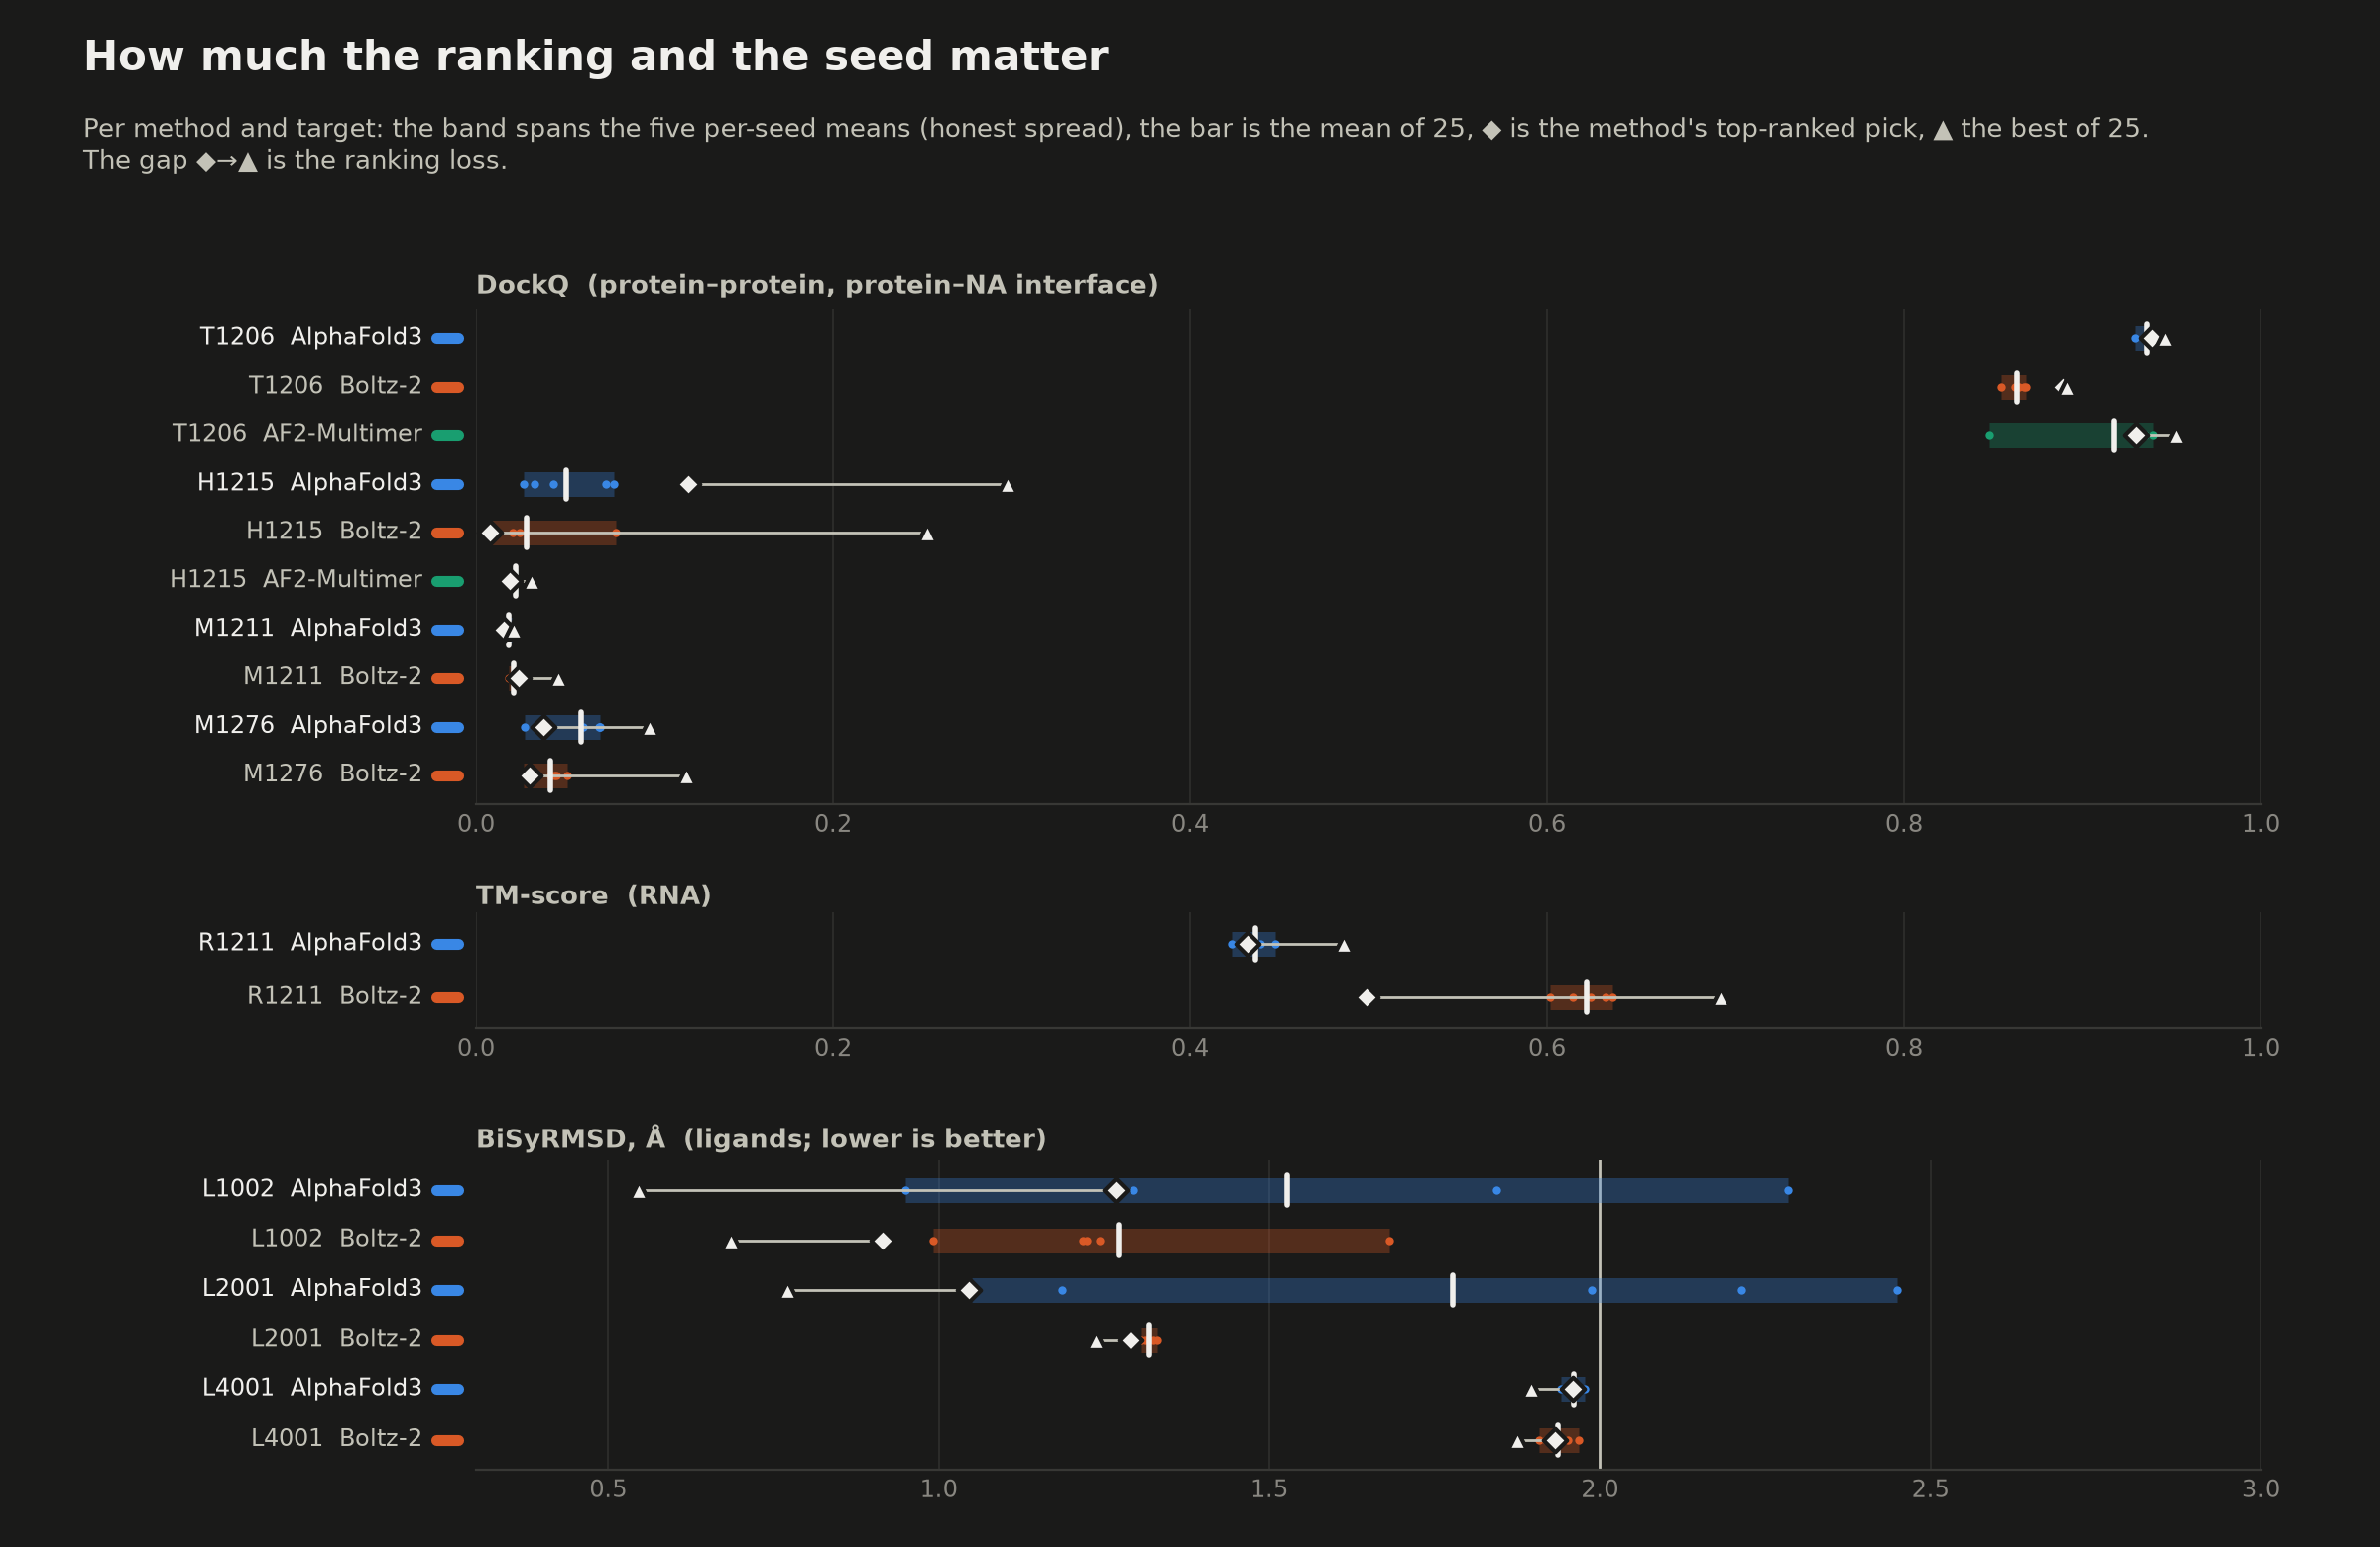 How much the ranking and the seed matter
Per method and target: the band spans the five per-seed means (honest spread), the bar is the mean of 25, ◆ is the method's top-ranked pick, ▲ the best of 25.
The gap ◆→▲ is the ranking loss.
DockQ (protein–protein, protein–NA interface)
T1206 AlphaFold3
T1206 Boltz-2
T1206 AF2-Multimer
H1215 AlphaFold3
H1215 Boltz-2
H1215 AF2-Multimer
M1211 AlphaFold3
M1211 Boltz-2
M1276 AlphaFold3
M1276 Boltz-2
0.0 0.2 0.4 0.6 0.8 1.0
TM-score (RNA)
R1211 AlphaFold3
R1211 Boltz-2
0.0 0.2 0.4 0.6 0.8 1.0
BiSyRMSD, Å (ligands; lower is better)
L1002 AlphaFold3
L1002 Boltz-2
L2001 AlphaFold3
L2001 Boltz-2
L4001 AlphaFold3
L4001 Boltz-2
0.5 1.0 1.5 2.0 2.5 3.0